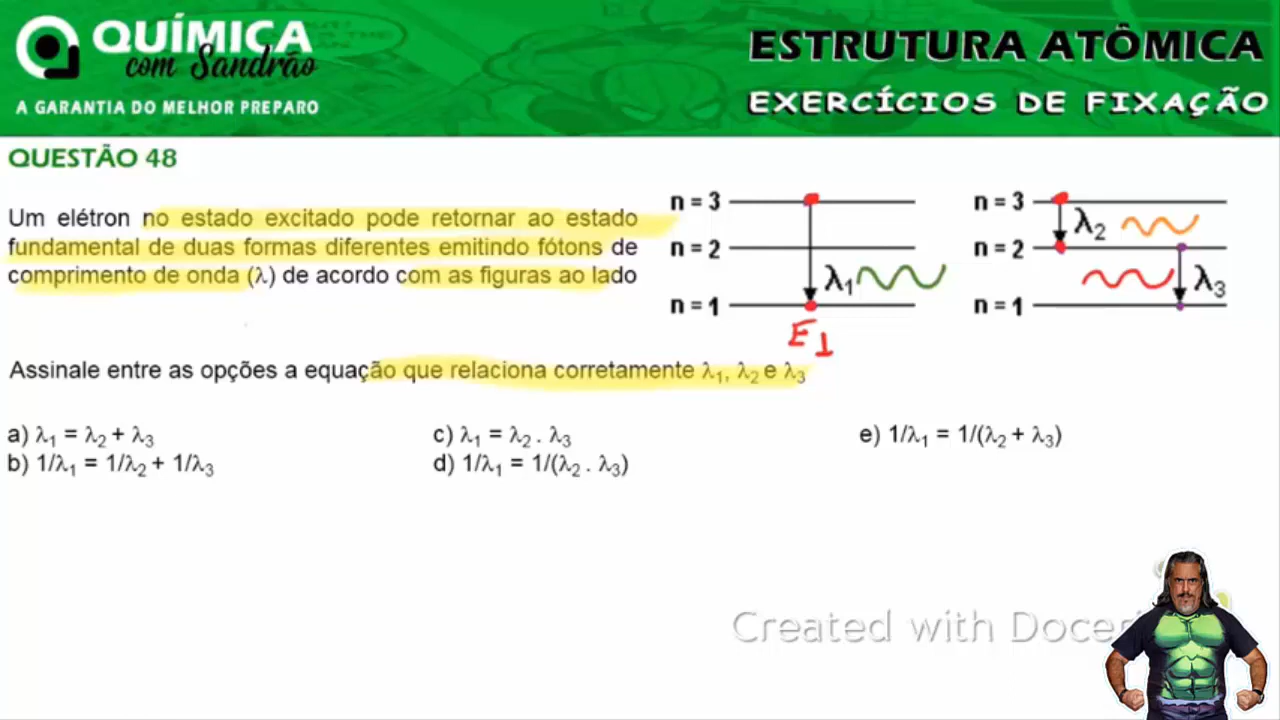 QUÍMICA
com Sandrão
A GARANTIA DO MELHOR PREPARO
ESTRUTURA ATÔMICA
EXERCÍCIOS DE FIXAÇÃO
QUESTÃO 48
Um elétron no estado excitado pode retornar ao estado
fundamental de duas formas diferentes emitindo fótons de
comprimento de onda (λ) de acordo com as figuras ao lado
n = 3
n = 2
λ₁
n = 1
E₁
n = 3
λ₂
n = 2
λ₃
n = 1
Assinale entre as opções a equação que relaciona corretamente λ₁, λ₂ e λ₃
a) λ₁ = λ₂ + λ₃
b) 1/λ₁ = 1/λ₂ + 1/λ₃
c) λ₁ = λ₂ . λ₃
d) 1/λ₁ = 1/(λ₂ . λ₃)
e) 1/λ₁ = 1/(λ₂ + λ₃)
Created with